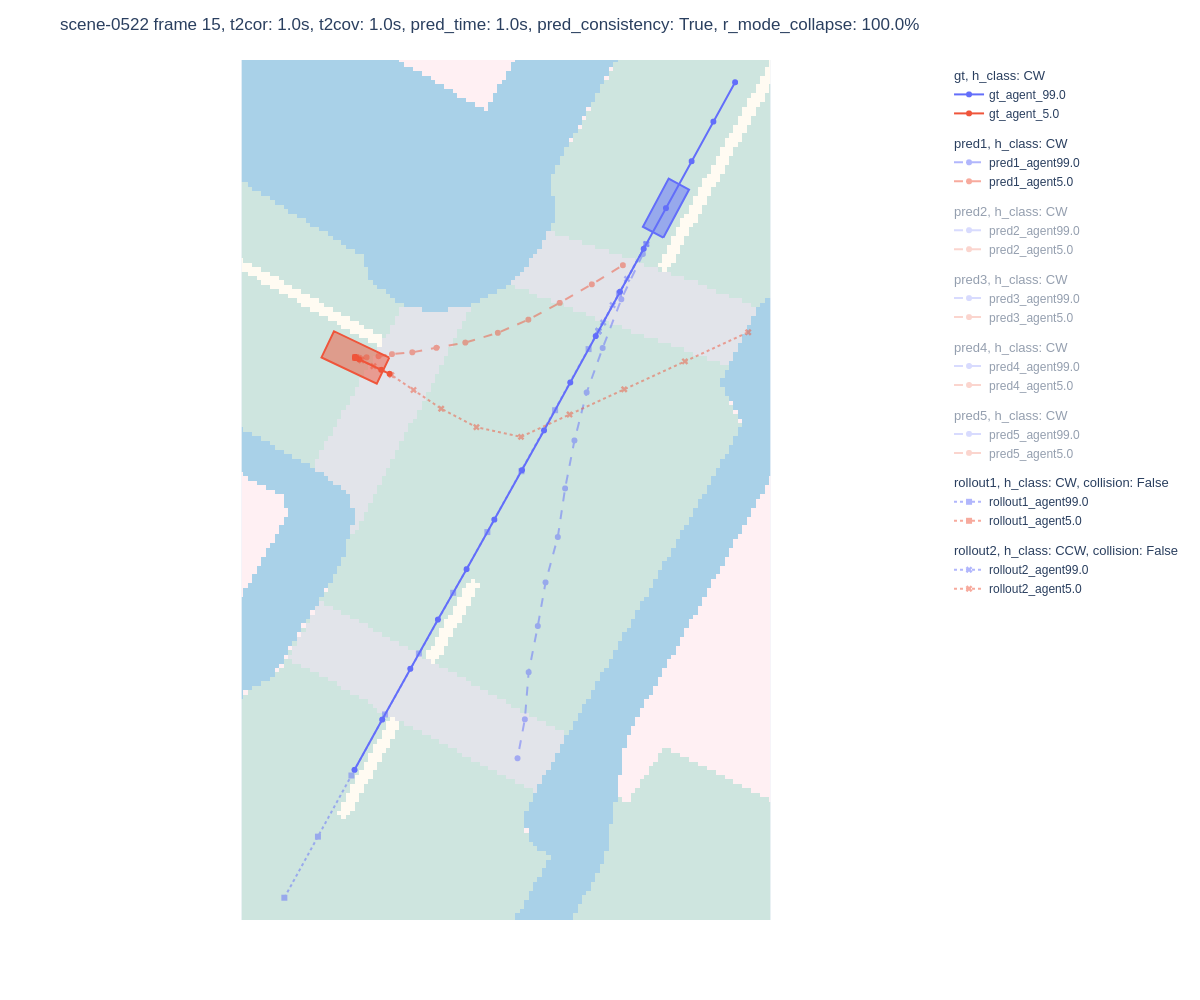 scene-0522 frame 15, t2cor: 1.0s, t2cov: 1.0s, pred_time: 1.0s, pred_consistency: True, r_mode_collapse: 100.0%
gt, h_class: CW
gt_agent_99.0
gt_agent_5.0
pred1, h_class: CW
pred1_agent99.0
pred1_agent5.0
pred2, h_class: CW
pred2_agent99.0
pred2_agent5.0
pred3, h_class: CW
pred3_agent99.0
pred3_agent5.0
pred4, h_class: CW
pred4_agent99.0
pred4_agent5.0
pred5, h_class: CW
pred5_agent99.0
pred5_agent5.0
rollout1, h_class: CW, collision: False
rollout1_agent99.0
rollout1_agent5.0
rollout2, h_class: CCW, collision: False
rollout2_agent99.0
rollout2_agent5.0